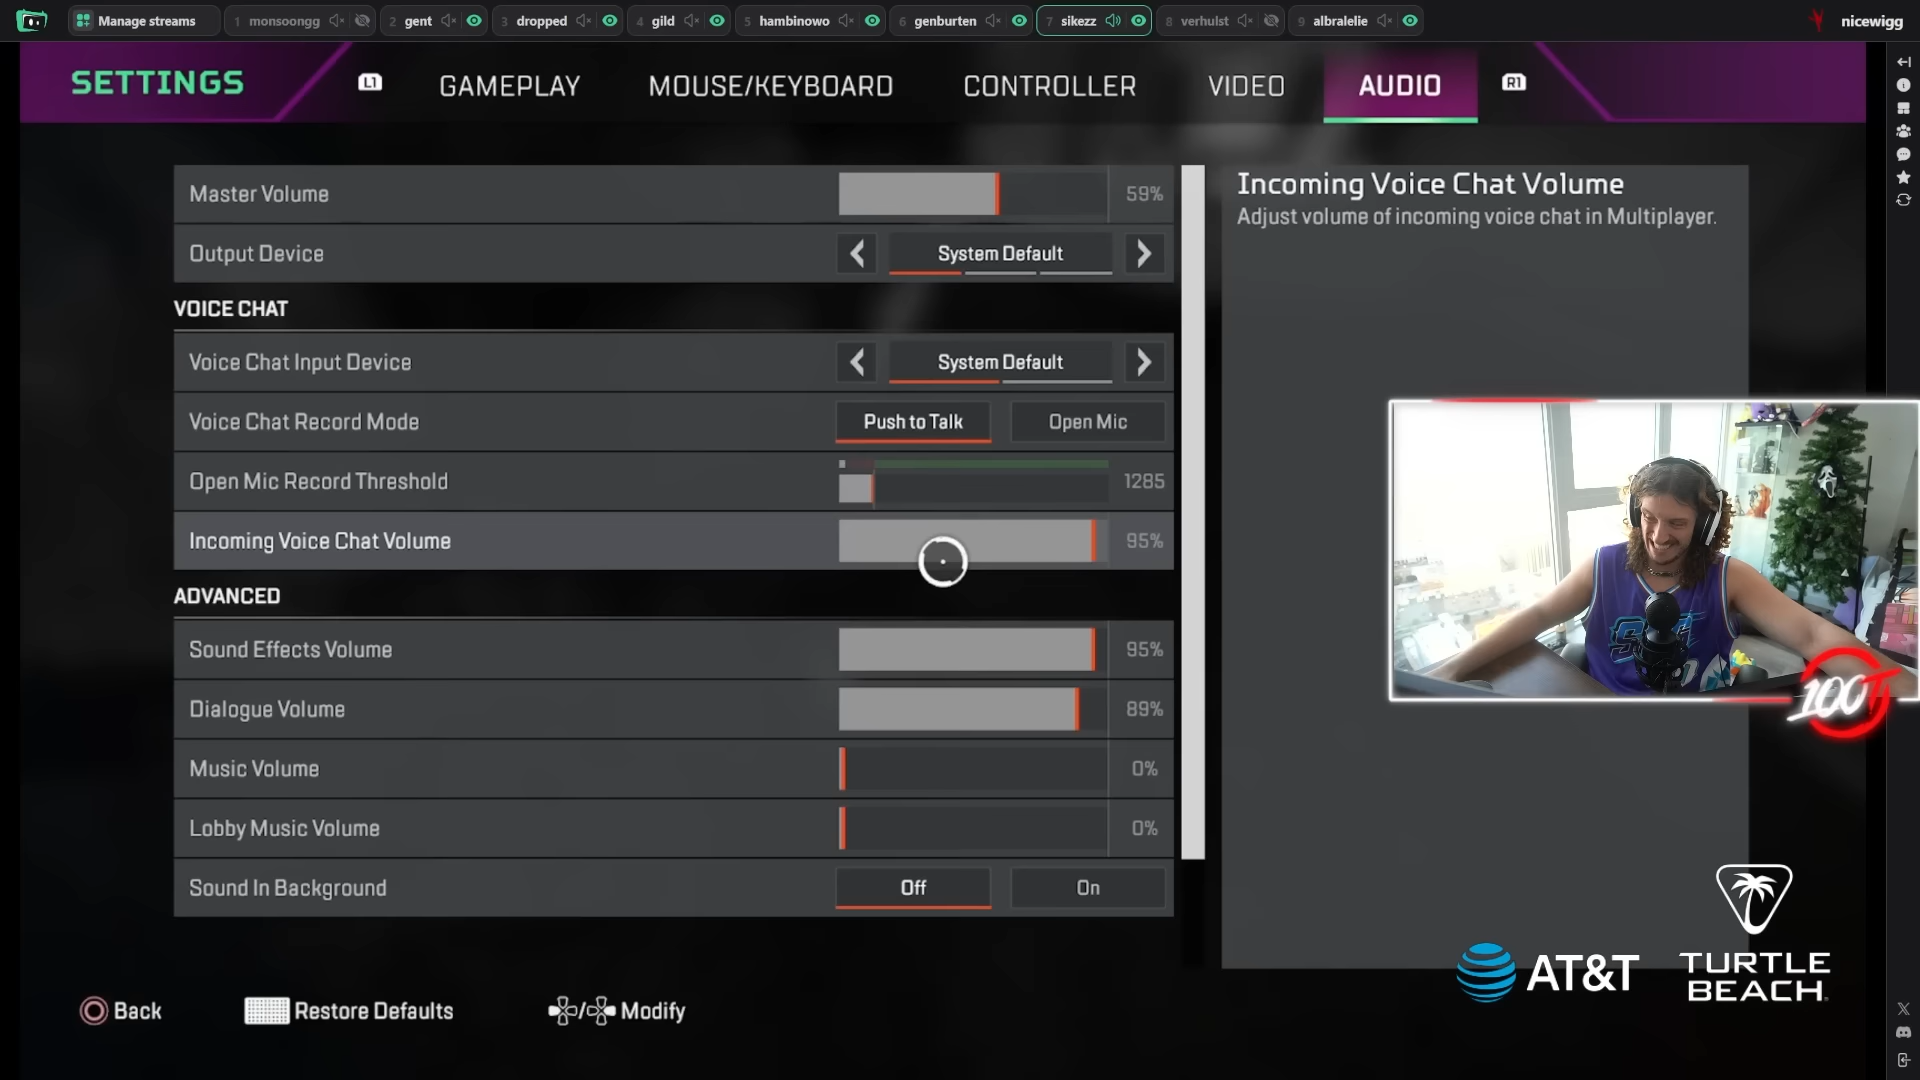 Manage streams
1 monsoongg
2 gent
3 dropped
4 gild
5 hambinowo
6 genburten
7 sikezz
8 verhulst
9 albralelie
nicewigg
SETTINGS
L1
GAMEPLAY
MOUSE/KEYBOARD
CONTROLLER
VIDEO
AUDIO
R1
Master Volume 59%
Output Device System Default
VOICE CHAT
Voice Chat Input Device System Default
Voice Chat Record Mode Push to Talk Open Mic
Open Mic Record Threshold 1285
Incoming Voice Chat Volume 95%
ADVANCED
Sound Effects Volume 95%
Dialogue Volume 89%
Music Volume 0%
Lobby Music Volume 0%
Sound In Background Off On
Incoming Voice Chat Volume
Adjust volume of incoming voice chat in Multiplayer.
100T
AT&T
TURTLE
BEACH
Back
Restore Defaults
/ Modify